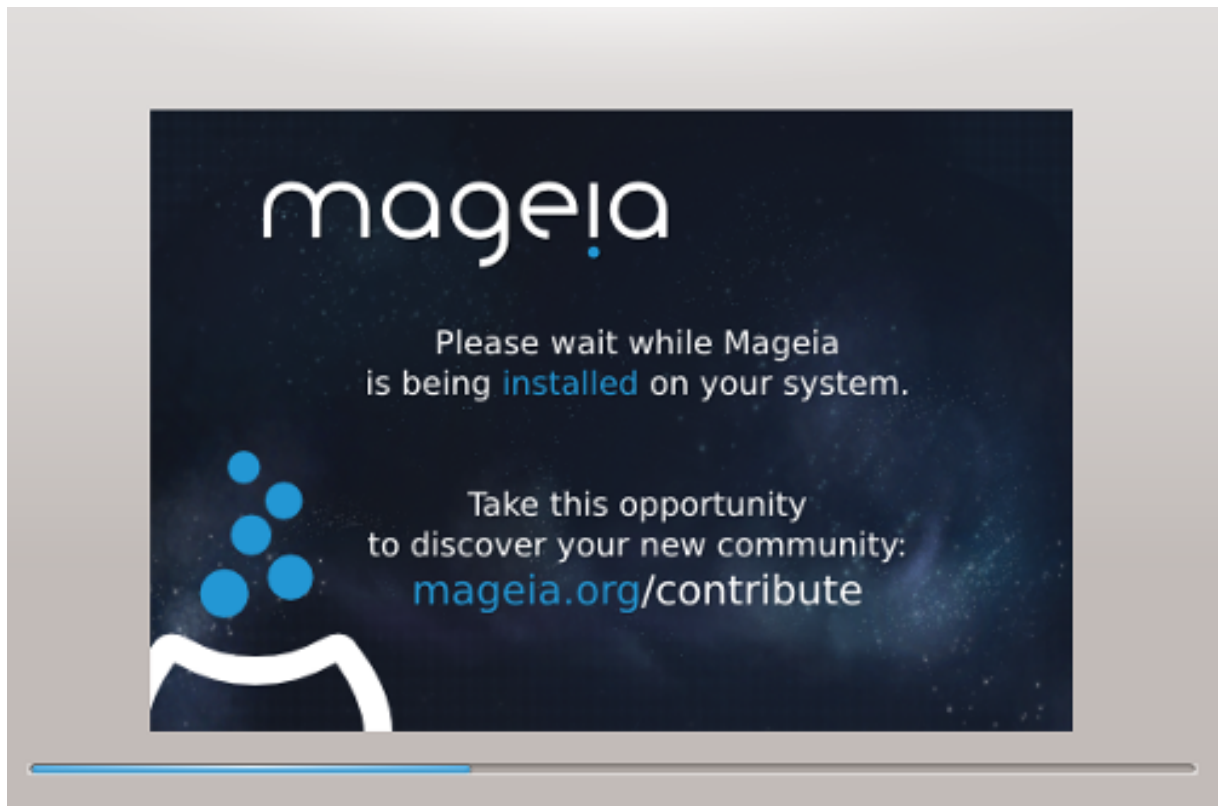 mageia
Please wait while Mageia
is being installed on your system.
Take this opportunity
to discover your new community:
mageia.org/contribute